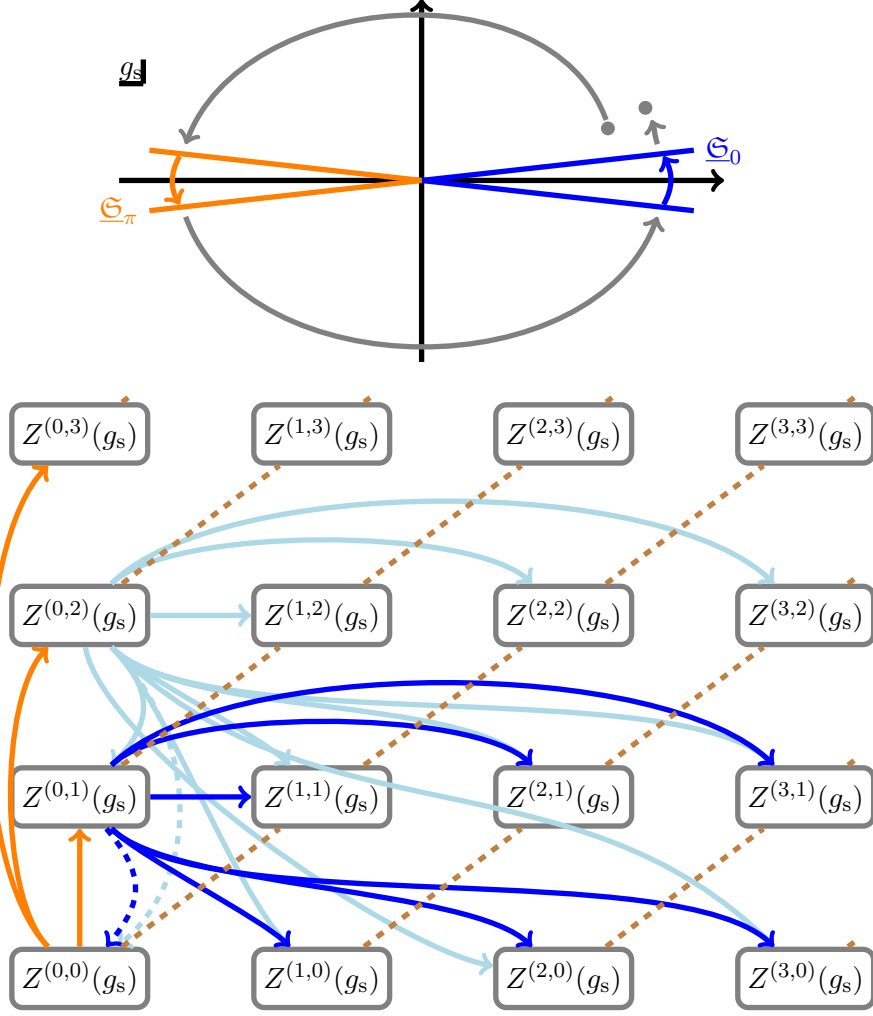 g_s
𝔖_0
𝔖_π
Z^{(0,3)}(g_s) Z^{(1,3)}(g_s) Z^{(2,3)}(g_s) Z^{(3,3)}(g_s)
Z^{(0,2)}(g_s) Z^{(1,2)}(g_s) Z^{(2,2)}(g_s) Z^{(3,2)}(g_s)
Z^{(0,1)}(g_s) Z^{(1,1)}(g_s) Z^{(2,1)}(g_s) Z^{(3,1)}(g_s)
Z^{(0,0)}(g_s) Z^{(1,0)}(g_s) Z^{(2,0)}(g_s) Z^{(3,0)}(g_s)